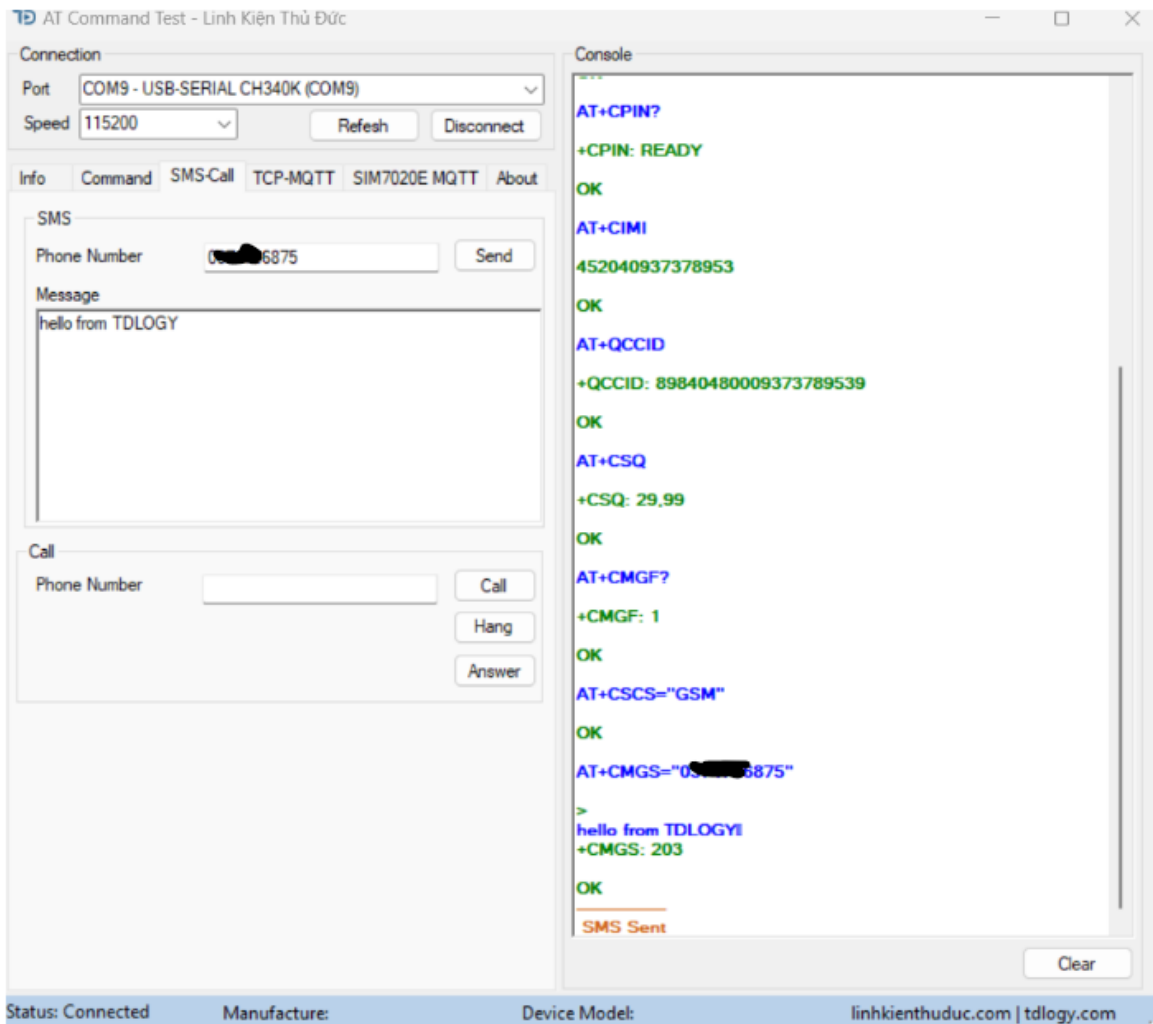 TD AT Command Test - Linh Kiện Thủ Đức
Connection
Port COM9 - USB-SERIAL CH340K (COM9)
Speed 115200 Refesh Disconnect
Info Command SMS-Call TCP-MQTT SIM7020E MQTT About
SMS
Phone Number 6875 Send
Message
hello from TDLOGY
Call
Phone Number Call
Hang
Answer
Console
AT+CPIN?
+CPIN: READY
OK
AT+CIMI
452040937378953
OK
AT+QCCID
+QCCID: 89840480009373789539
OK
AT+CSQ
+CSQ: 29,99
OK
AT+CMGF?
+CMGF: 1
OK
AT+CSCS="GSM"
OK
AT+CMGS="0 6875"
>
hello from TDLOGY
+CMGS: 203
OK
SMS Sent
Clear
Status: Connected Manufacture: Device Model: linhkienthuduc.com | tdlogy.com